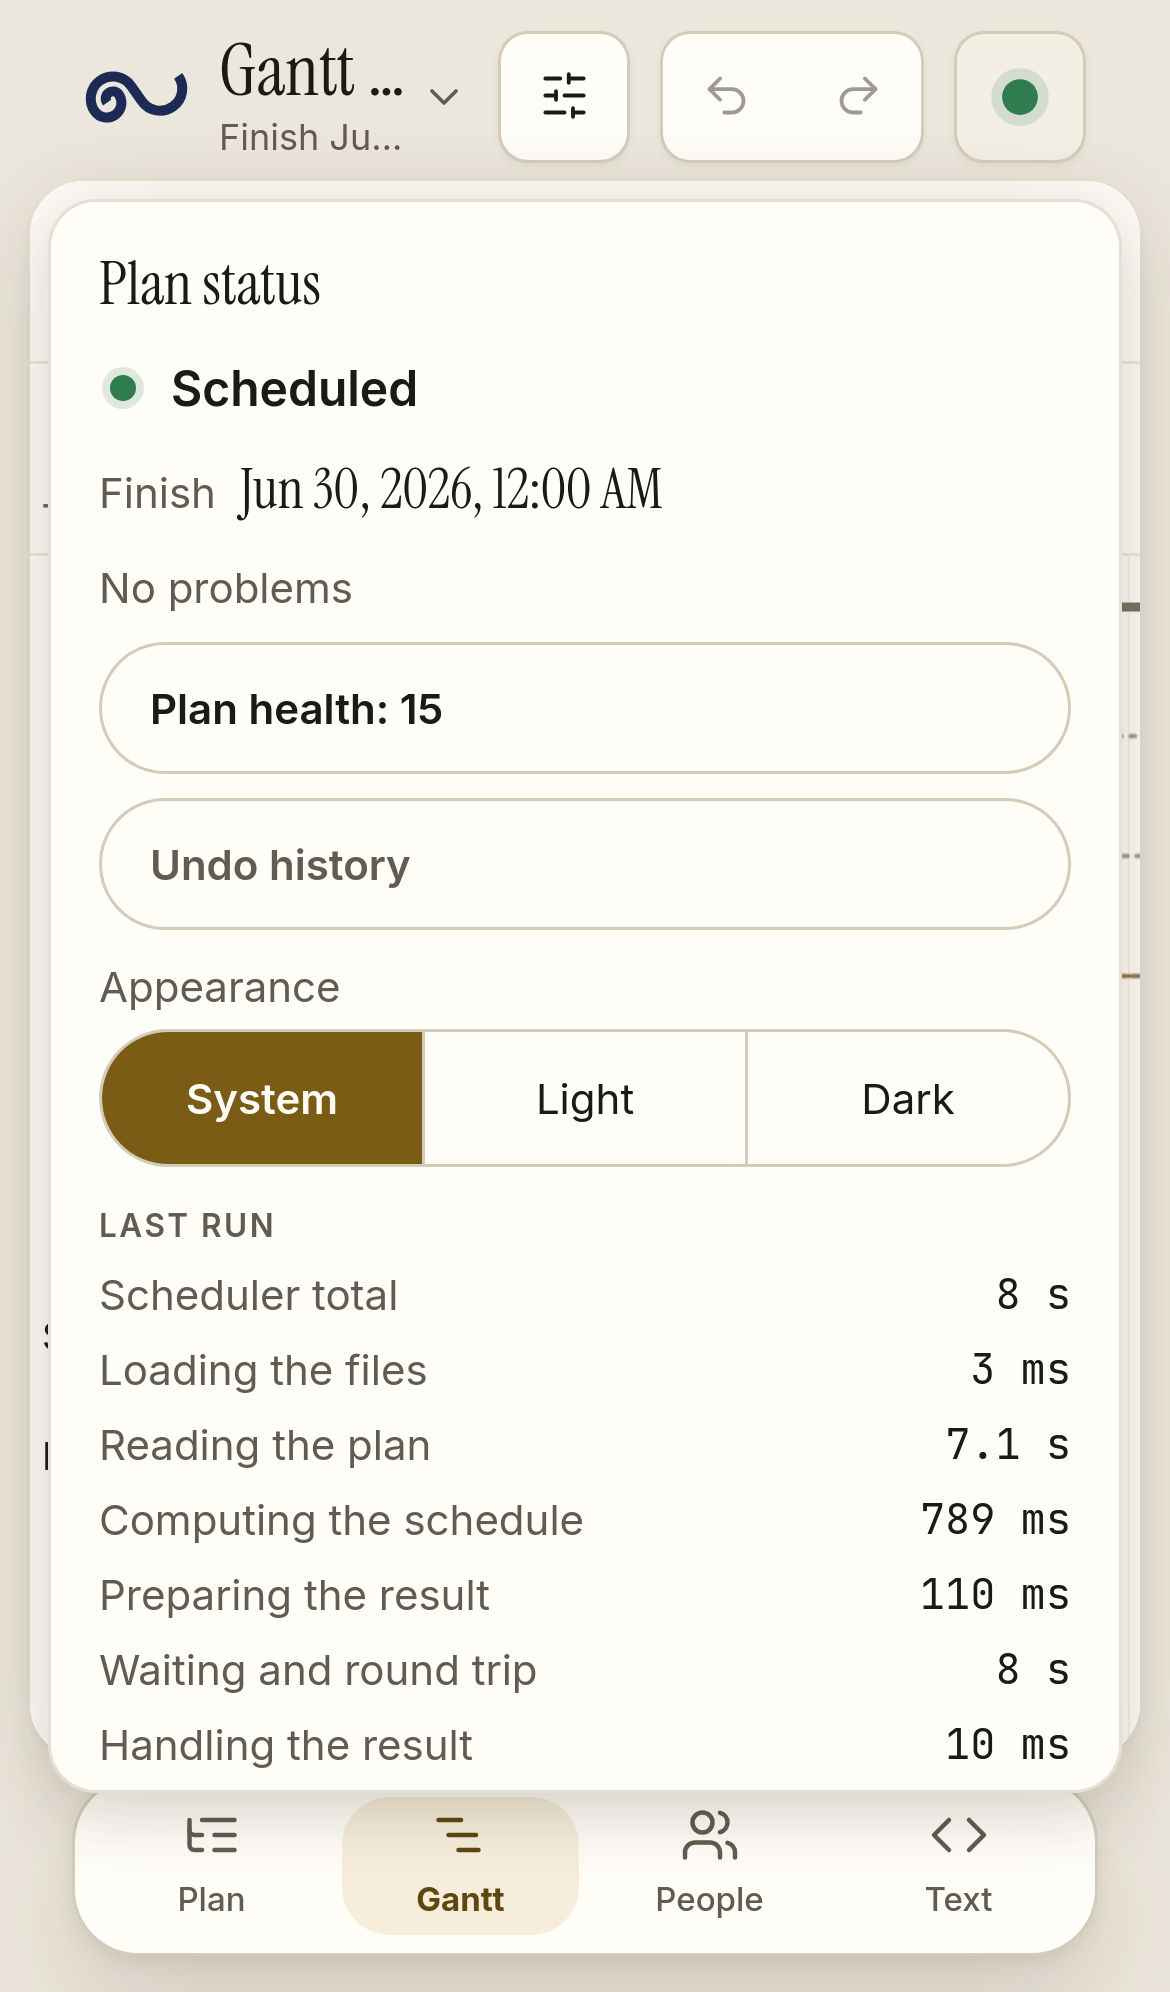 Gantt ...
Finish Ju...
Plan status
Scheduled
Finish Jun 30, 2026, 12:00 AM
No problems
Plan health: 15
Undo history
Appearance
System Light Dark
LAST RUN
Scheduler total 8 s
Loading the files 3 ms
Reading the plan 7.1 s
Computing the schedule 789 ms
Preparing the result 110 ms
Waiting and round trip 8 s
Handling the result 10 ms
Plan Gantt People Text